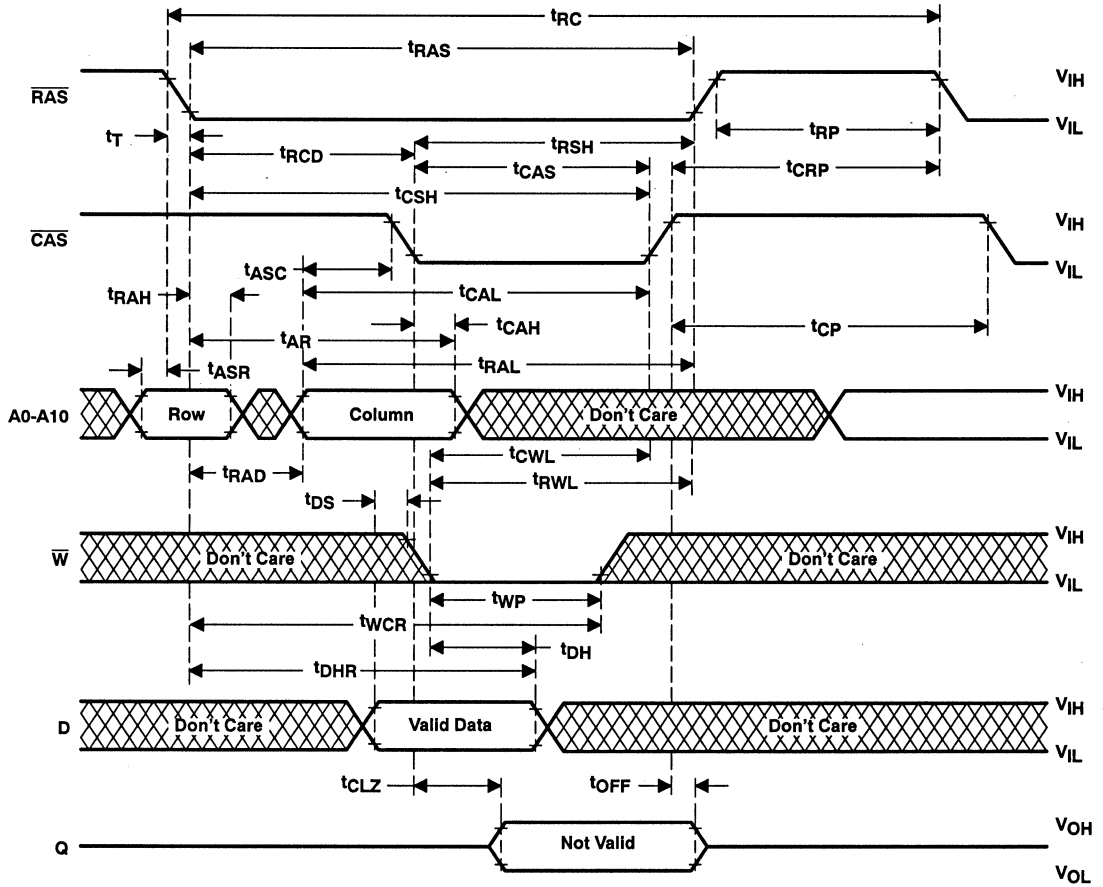 tRC
tRAS
RAS
VIH
VIL
tT
tRP
tRCD
tRSH
tCAS
tCRP
tCSH
CAS
VIH
VIL
tASC
tRAH
tCAL
tCAH
tCP
tAR
tRAL
tASR
A0-A10
Row
Column
Don't Care
VIH
VIL
tCWL
tRAD
tRWL
tDS
W
Don't Care
Don't Care
VIH
VIL
tWP
tWCR
tDH
tDHR
D
Don't Care
Valid Data
Don't Care
VIH
VIL
tCLZ
tOFF
Q
Not Valid
VOH
VOL